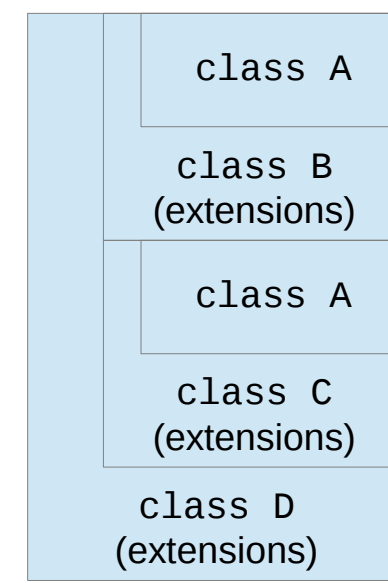 class A
class B
(extensions)
class A
class C
(extensions)
class D
(extensions)